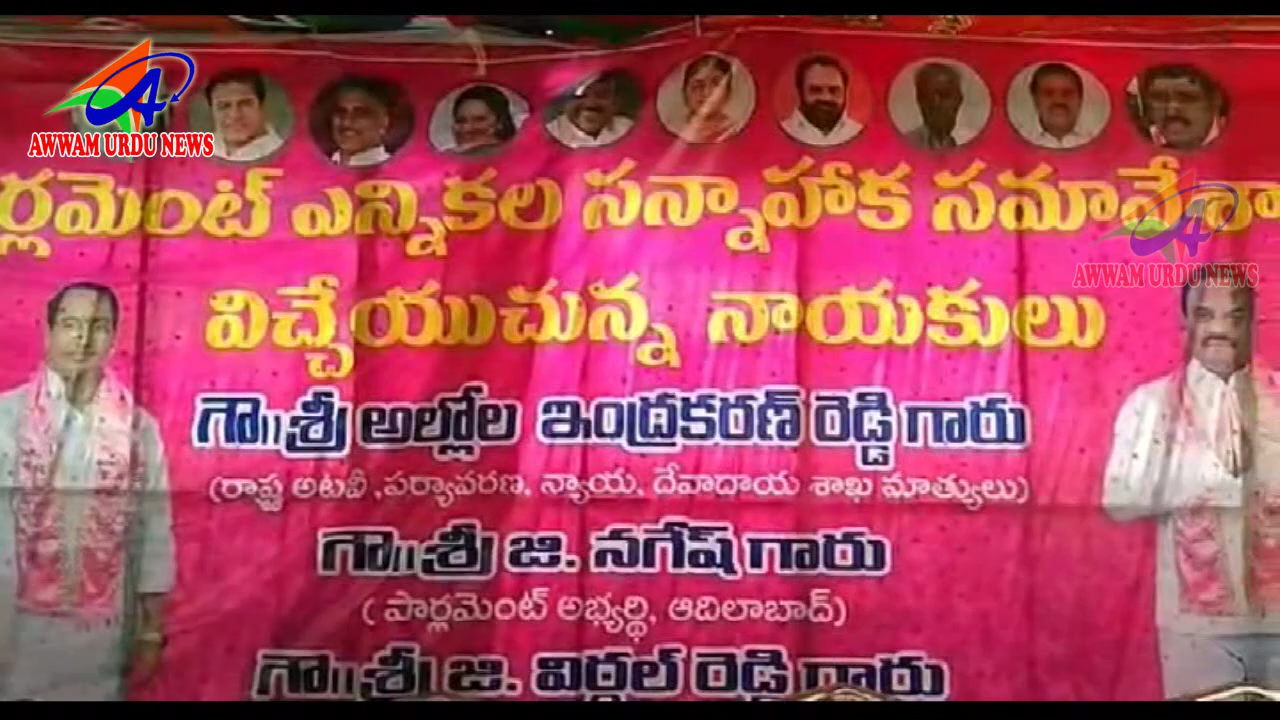 AWWAM URDU NEWS
ర్లమెంట్ ఎన్నికల సన్నాహాక సమావేశా
AWWAM URDU NEWS
విచ్చేయుచున్న నాయకులు
గౌ||శ్రీ అల్లోల ఇంద్రకరణ్ రెడ్డి గారు
(రాష్ట్ర అటవీ, పర్యావరణ, న్యాయ, దేవాదాయ శాఖ మాత్యులు)
గౌ||శ్రీ జి. నగేష్ గారు
( పార్లమెంట్ అభ్యర్థి, ఆదిలాబాద్)
గౌ||శ్రీ జి. విఠల్ రెడ్డి గారు